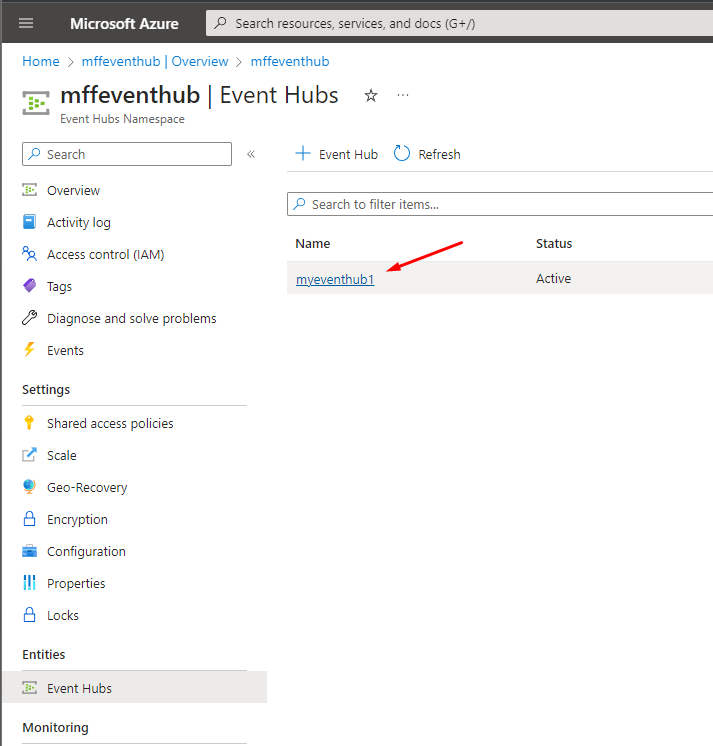 Microsoft Azure
Search resources, services, and docs (G+/)
Home > mffeventhub | Overview > mffeventhub
mffeventhub | Event Hubs
Event Hubs Namespace
Search
Overview
Activity log
Access control (IAM)
Tags
Diagnose and solve problems
Events
Settings
Shared access policies
Scale
Geo-Recovery
Encryption
Configuration
Properties
Locks
Entities
Event Hubs
Monitoring
Event Hub Refresh
Search to filter items...
Name Status
myeventhub1 Active